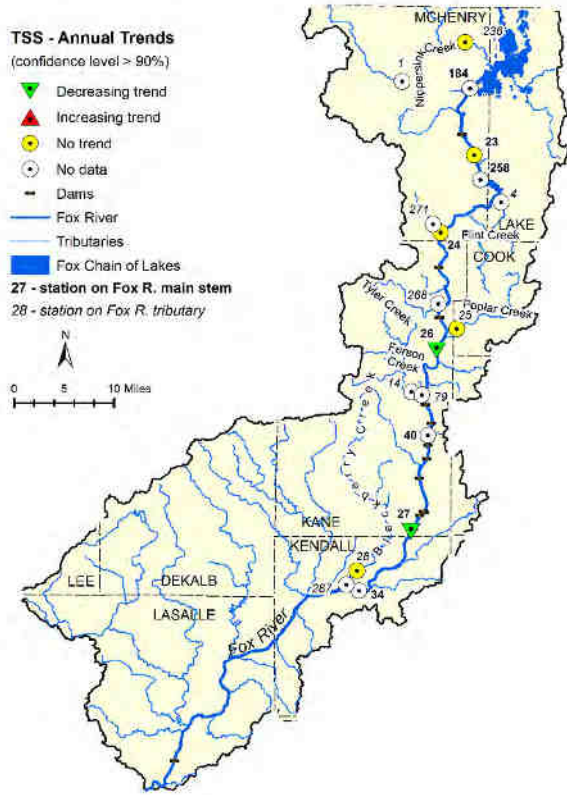 TSS - Annual Trends
(confidence level > 90%)
Decreasing trend
Increasing trend
No trend
No data
Dams
Fox River
Tributaries
Fox Chain of Lakes
27 - station on Fox R. main stem
28 - station on Fox R. tributary
N
0 5 10 Miles
MCHENRY
236
Nippersink Creek
1
184
23
258
4
271
LAKE
24
Flint Creek
COOK
Tyler Creek
268
Poplar Creek
25
26
Ferson Creek
14
79
40
Blackberry Creek
27
KANE
KENDALL
28
LEE
DEKALB
287
34
LASALLE
Fox River